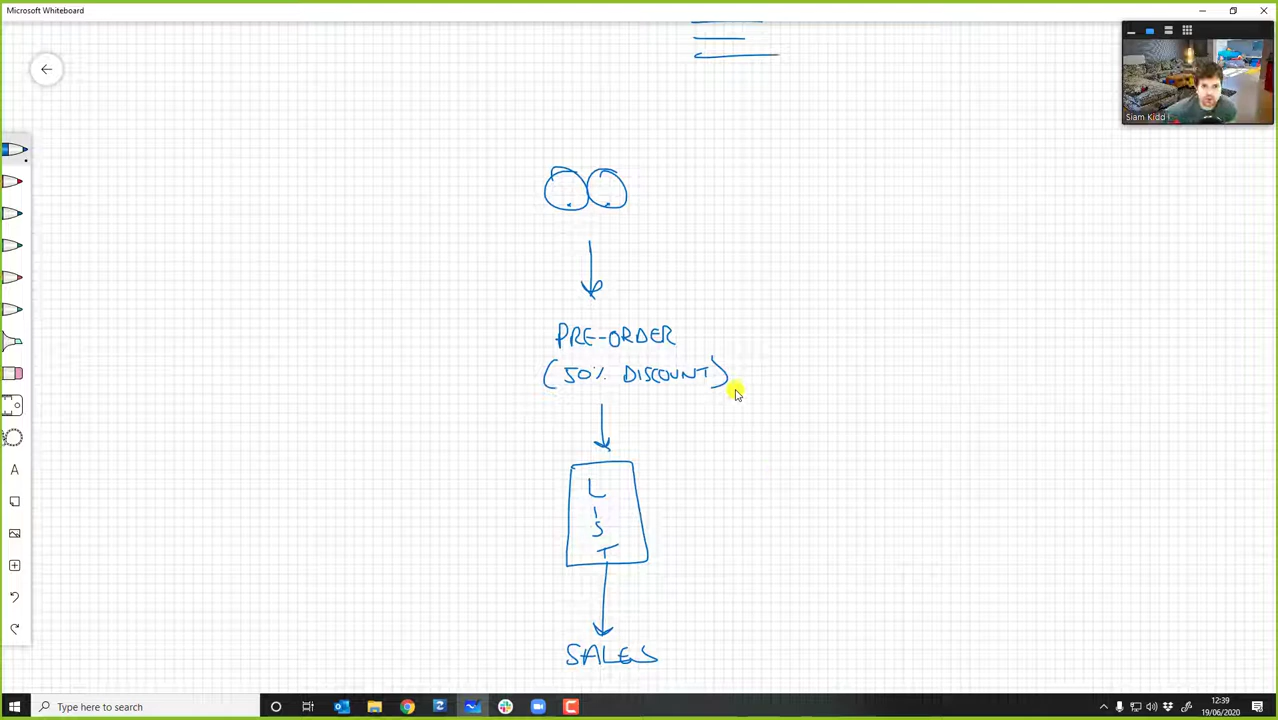 Microsoft Whiteboard
Siam Kidd
PRE-ORDER
(50% DISCOUNT)
L
I
S
T
SALES
A
Type here to search
12:39
19/06/2020